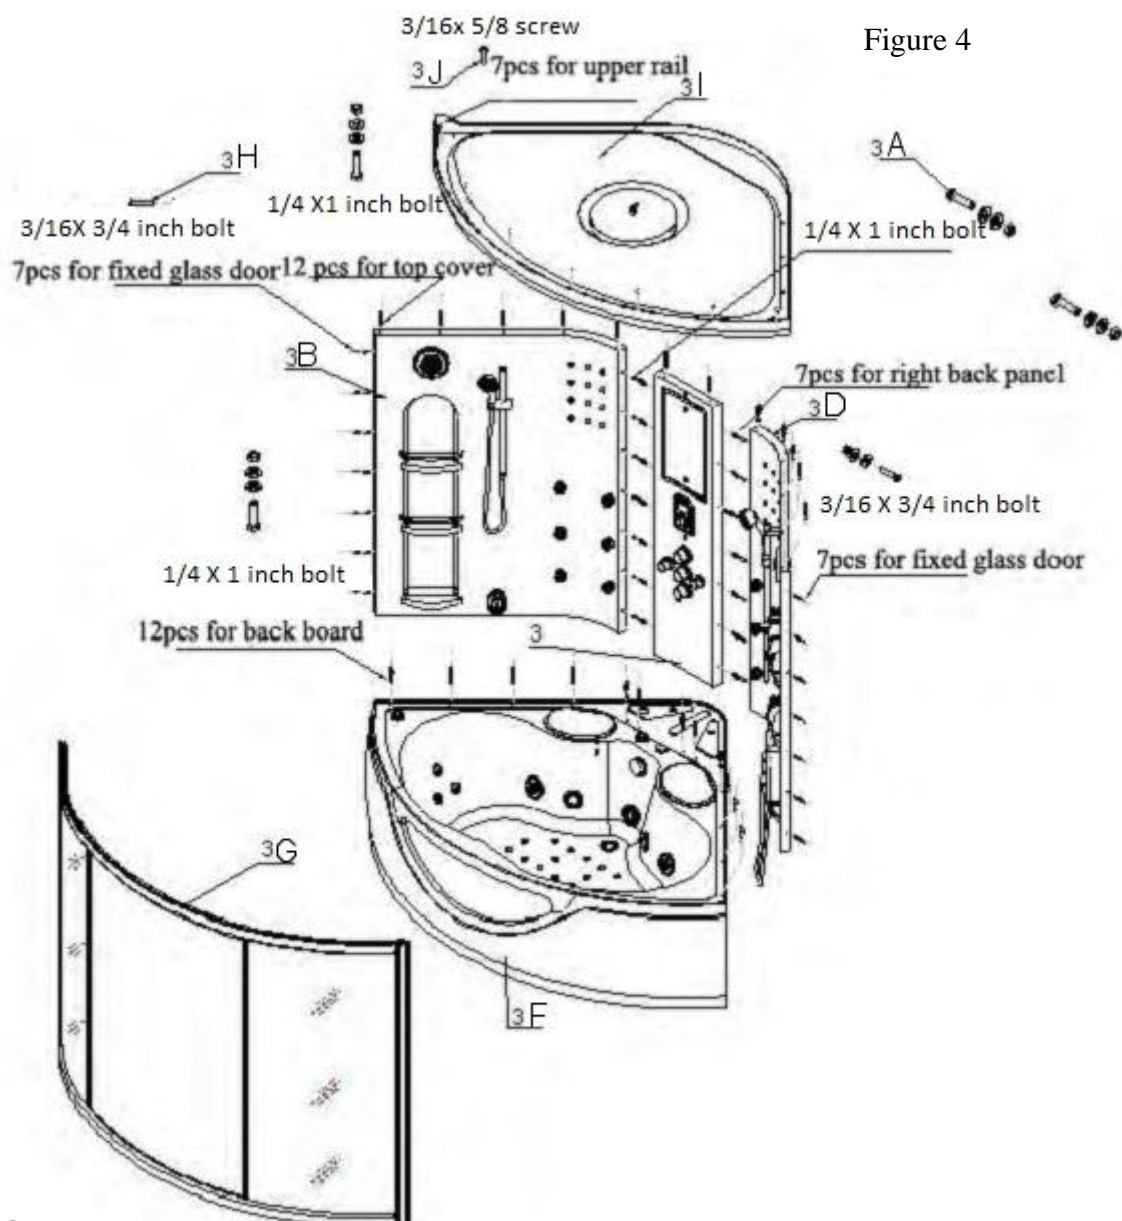 3/16x 5/8 screw
Figure 4
3J
7pcs for upper rail
3I
3A
3H
1/4 X1 inch bolt
3/16X 3/4 inch bolt
1/4 X 1 inch bolt
7pcs for fixed glass door
12 pcs for top cover
3B
7pcs for right back panel
3D
3/16 X 3/4 inch bolt
1/4 X 1 inch bolt
7pcs for fixed glass door
12pcs for back board
3
3G
3F